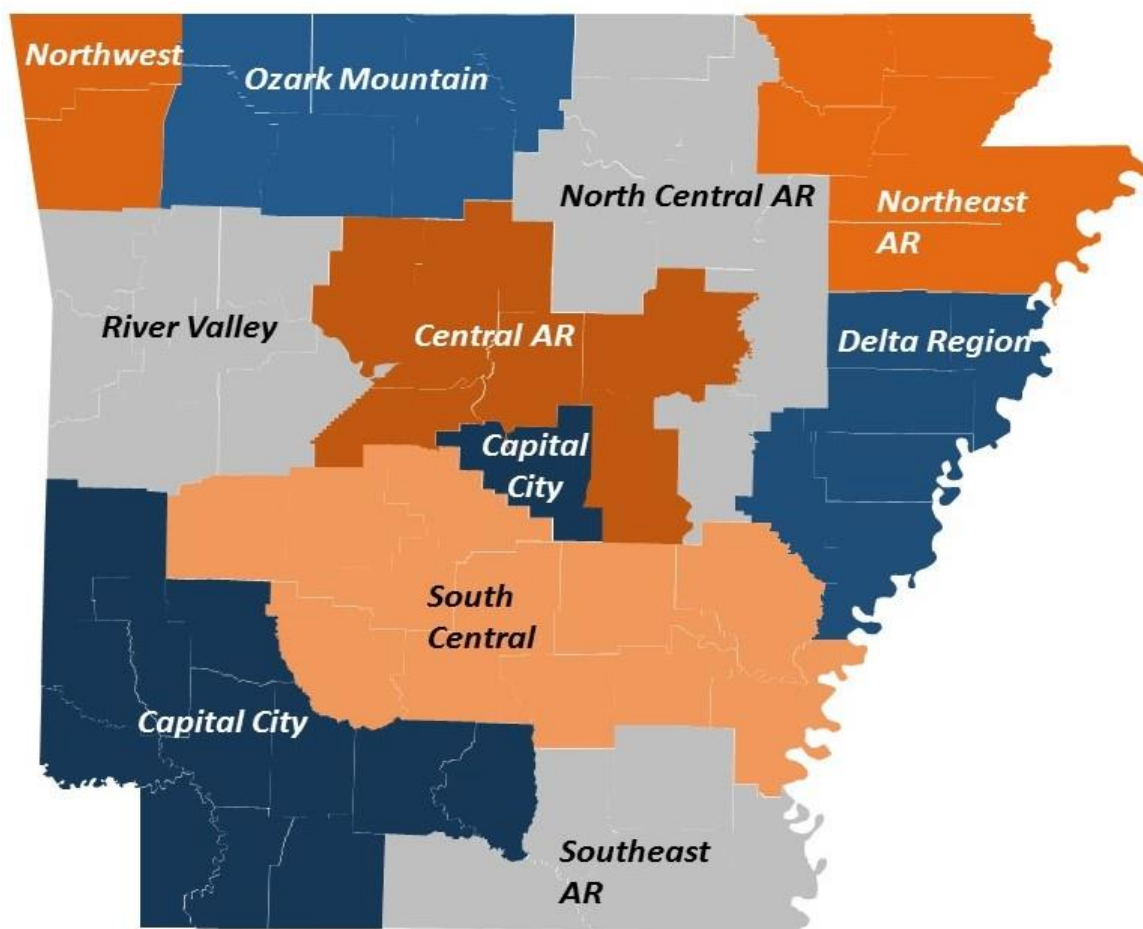 Northwest
Ozark Mountain
North Central AR
Northeast
AR
River Valley
Central AR
Delta Region
Capital
City
South
Central
Capital City
Southeast
AR